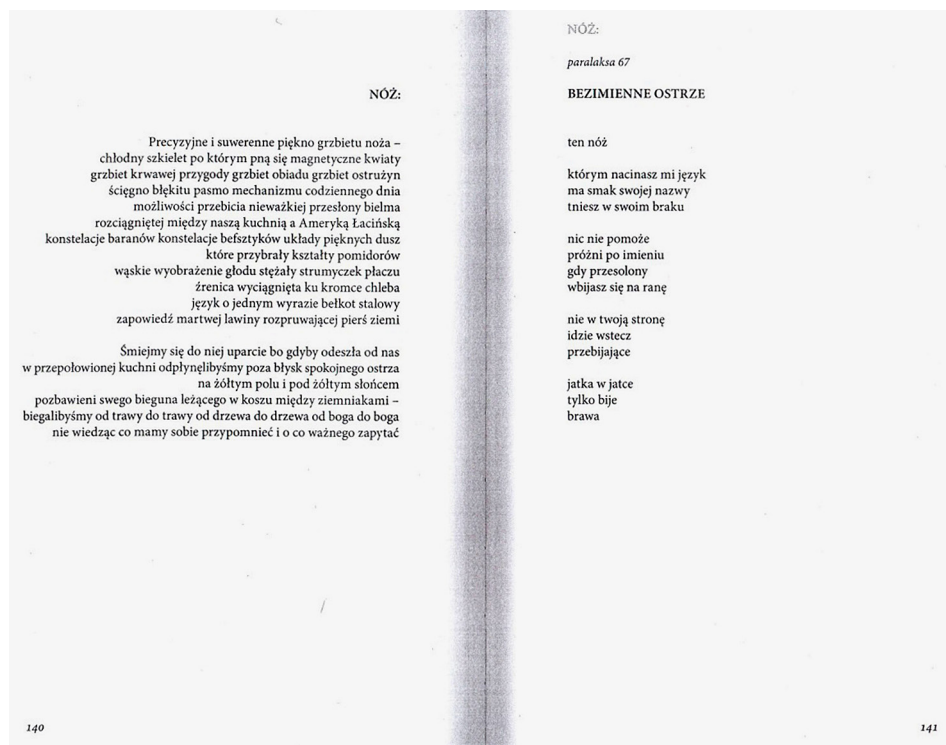 NÓŻ:
Precyzyjne i suwerenne piękno grzbietu noża –
chłodny szkielet po którym pną się magnetyczne kwiaty
grzbiet krwawej przygody grzbiet obiadu grzbiet ostrużyn
ścięgno błękitu pasmo mechanizmu codziennego dnia
możliwości przebicia nieważkiej przesłony bielma
rozciągniętej między naszą kuchnią a Ameryką Łacińską
konstelacje baranów konstelacje befsztyków układy pięknych dusz
które przybrały kształty pomidorów
wąskie wyobrażenie głodu stężały strumyczek płaczu
źrenica wyciągnięta ku kromce chleba
język o jednym wyrazie bełkot stalowy
zapowiedź martwej lawiny rozpruwającej pierś ziemi
Śmiejmy się do niej uparcie bo gdyby odeszła od nas
w przepołowionej kuchni odpłynęlibyśmy poza błysk spokojnego ostrza
na żółtym polu i pod żółtym słońcem
pozbawieni swego bieguna leżącego w koszu między ziemniakami –
biegalibyśmy od trawy do trawy od drzewa do drzewa od boga do boga
nie wiedząc co mamy sobie przypomnieć i o co ważnego zapytać
140
NÓŻ:
paralaksa 67
BEZIMIENNE OSTRZE
ten nóż
którym nacinasz mi język
ma smak swojej nazwy
tniesz w swoim braku
nic nie pomoże
próżni po imieniu
gdy przesolony
wbijasz się na ranę
nie w twoją stronę
idzie wstecz
przebijające
jatka w jatce
tylko bije
brawa
141